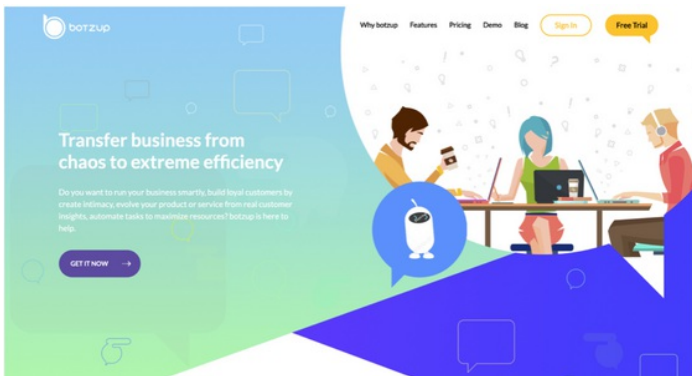 botzup
Why botzup Features Pricing Demo Blog Sign In Free Trial
Transfer business from
chaos to extreme efficiency
Do you want to run your business smartly, build loyal customers by
create intimacy, evolve your product or service from real customer
insights, automate tasks to maximize resources? botzup is here to
help.
GET IT NOW